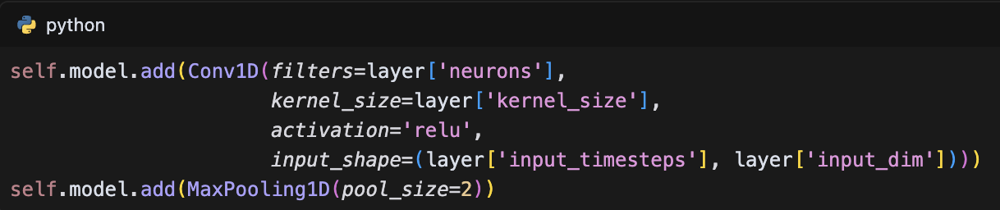 python
self.model.add(Conv1D(filters=layer['neurons'],
                      kernel_size=layer['kernel_size'],
                      activation='relu',
                      input_shape=(layer['input_timesteps'], layer['input_dim'])))
self.model.add(MaxPooling1D(pool_size=2))